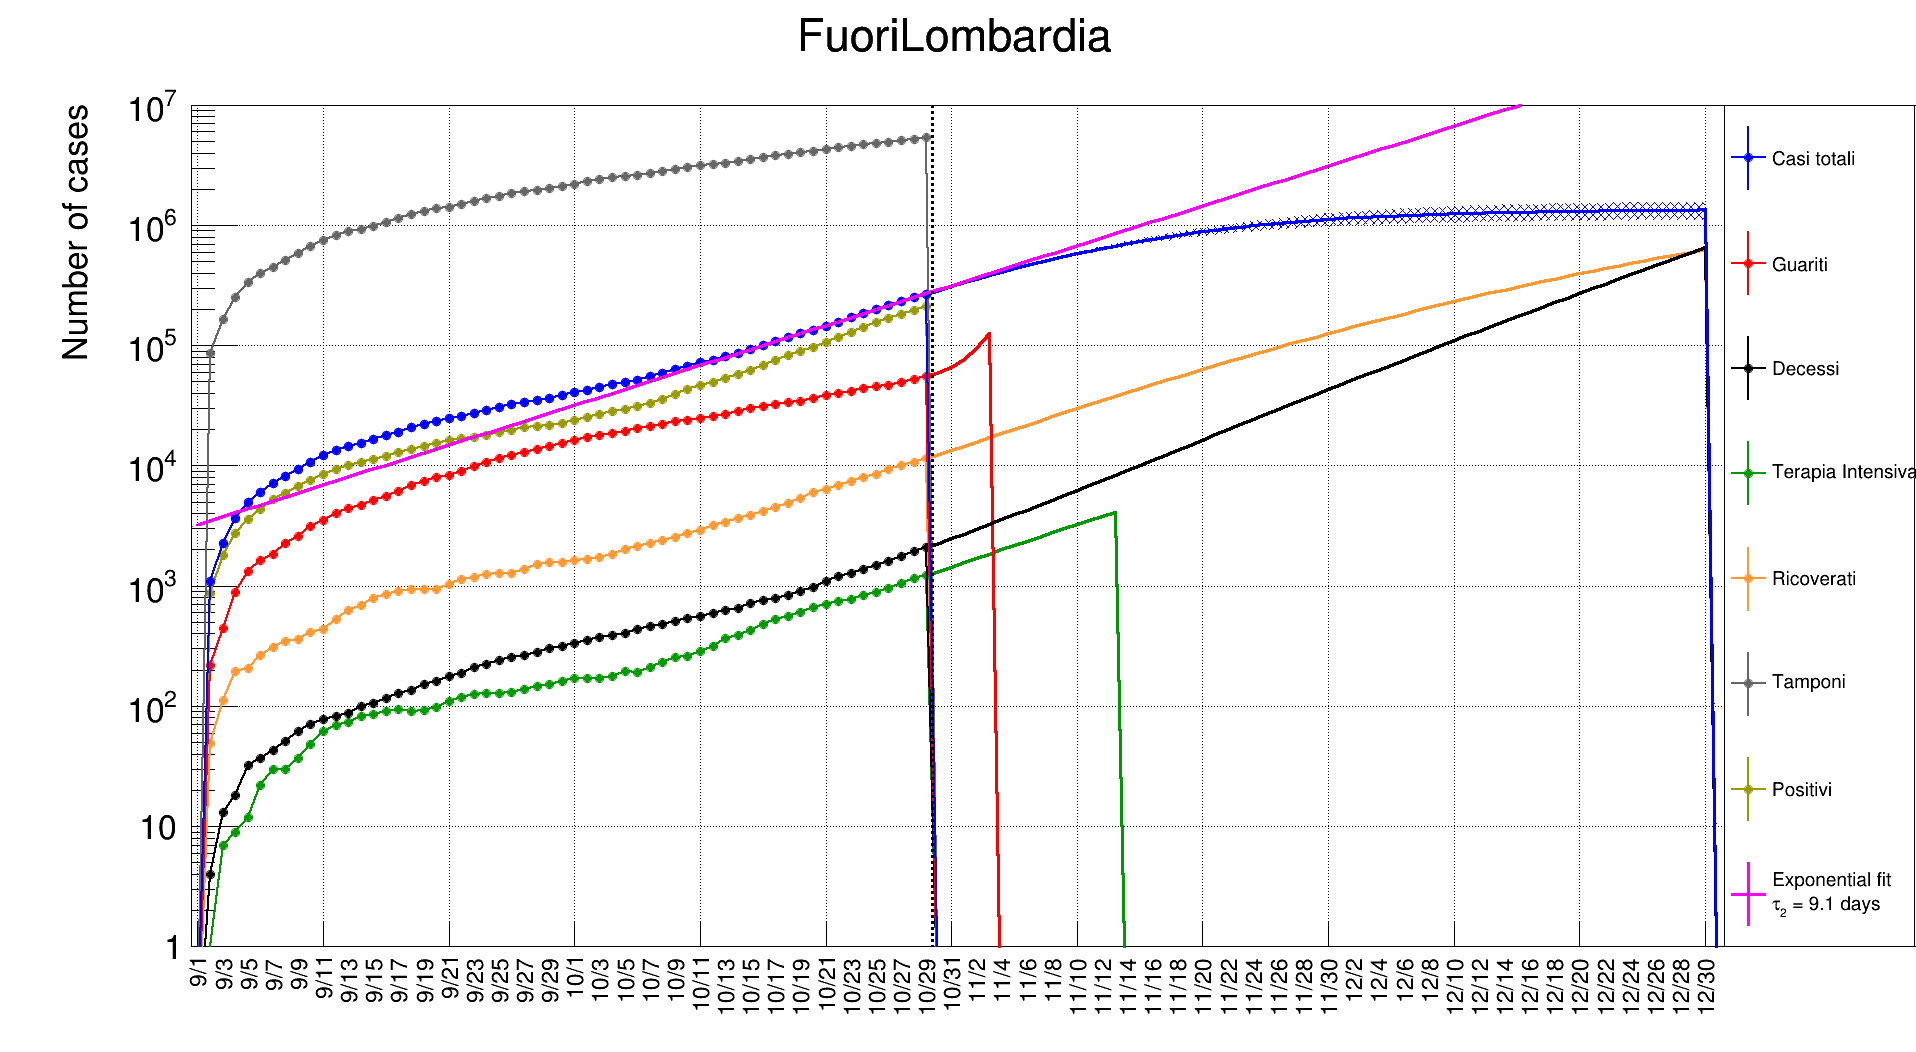 FuoriLombardia
Number of cases
10^7
10^6
10^5
10^4
10^3
10^2
10
1
9/1 9/3 9/5 9/7 9/9 9/11 9/13 9/15 9/17 9/19 9/21 9/23 9/25 9/27 9/29 10/1 10/3 10/5 10/7 10/9 10/11 10/13 10/15 10/17 10/19 10/21 10/23 10/25 10/27 10/29 10/31 11/2 11/4 11/6 11/8 11/10 11/12 11/14 11/16 11/18 11/20 11/22 11/24 11/26 11/28 11/30 12/2 12/4 12/6 12/8 12/10 12/12 12/14 12/16 12/18 12/20 12/22 12/24 12/26 12/28 12/30
Casi totali
Guariti
Decessi
Terapia Intensiva
Ricoverati
Tamponi
Positivi
Exponential fit
τ_2 = 9.1 days